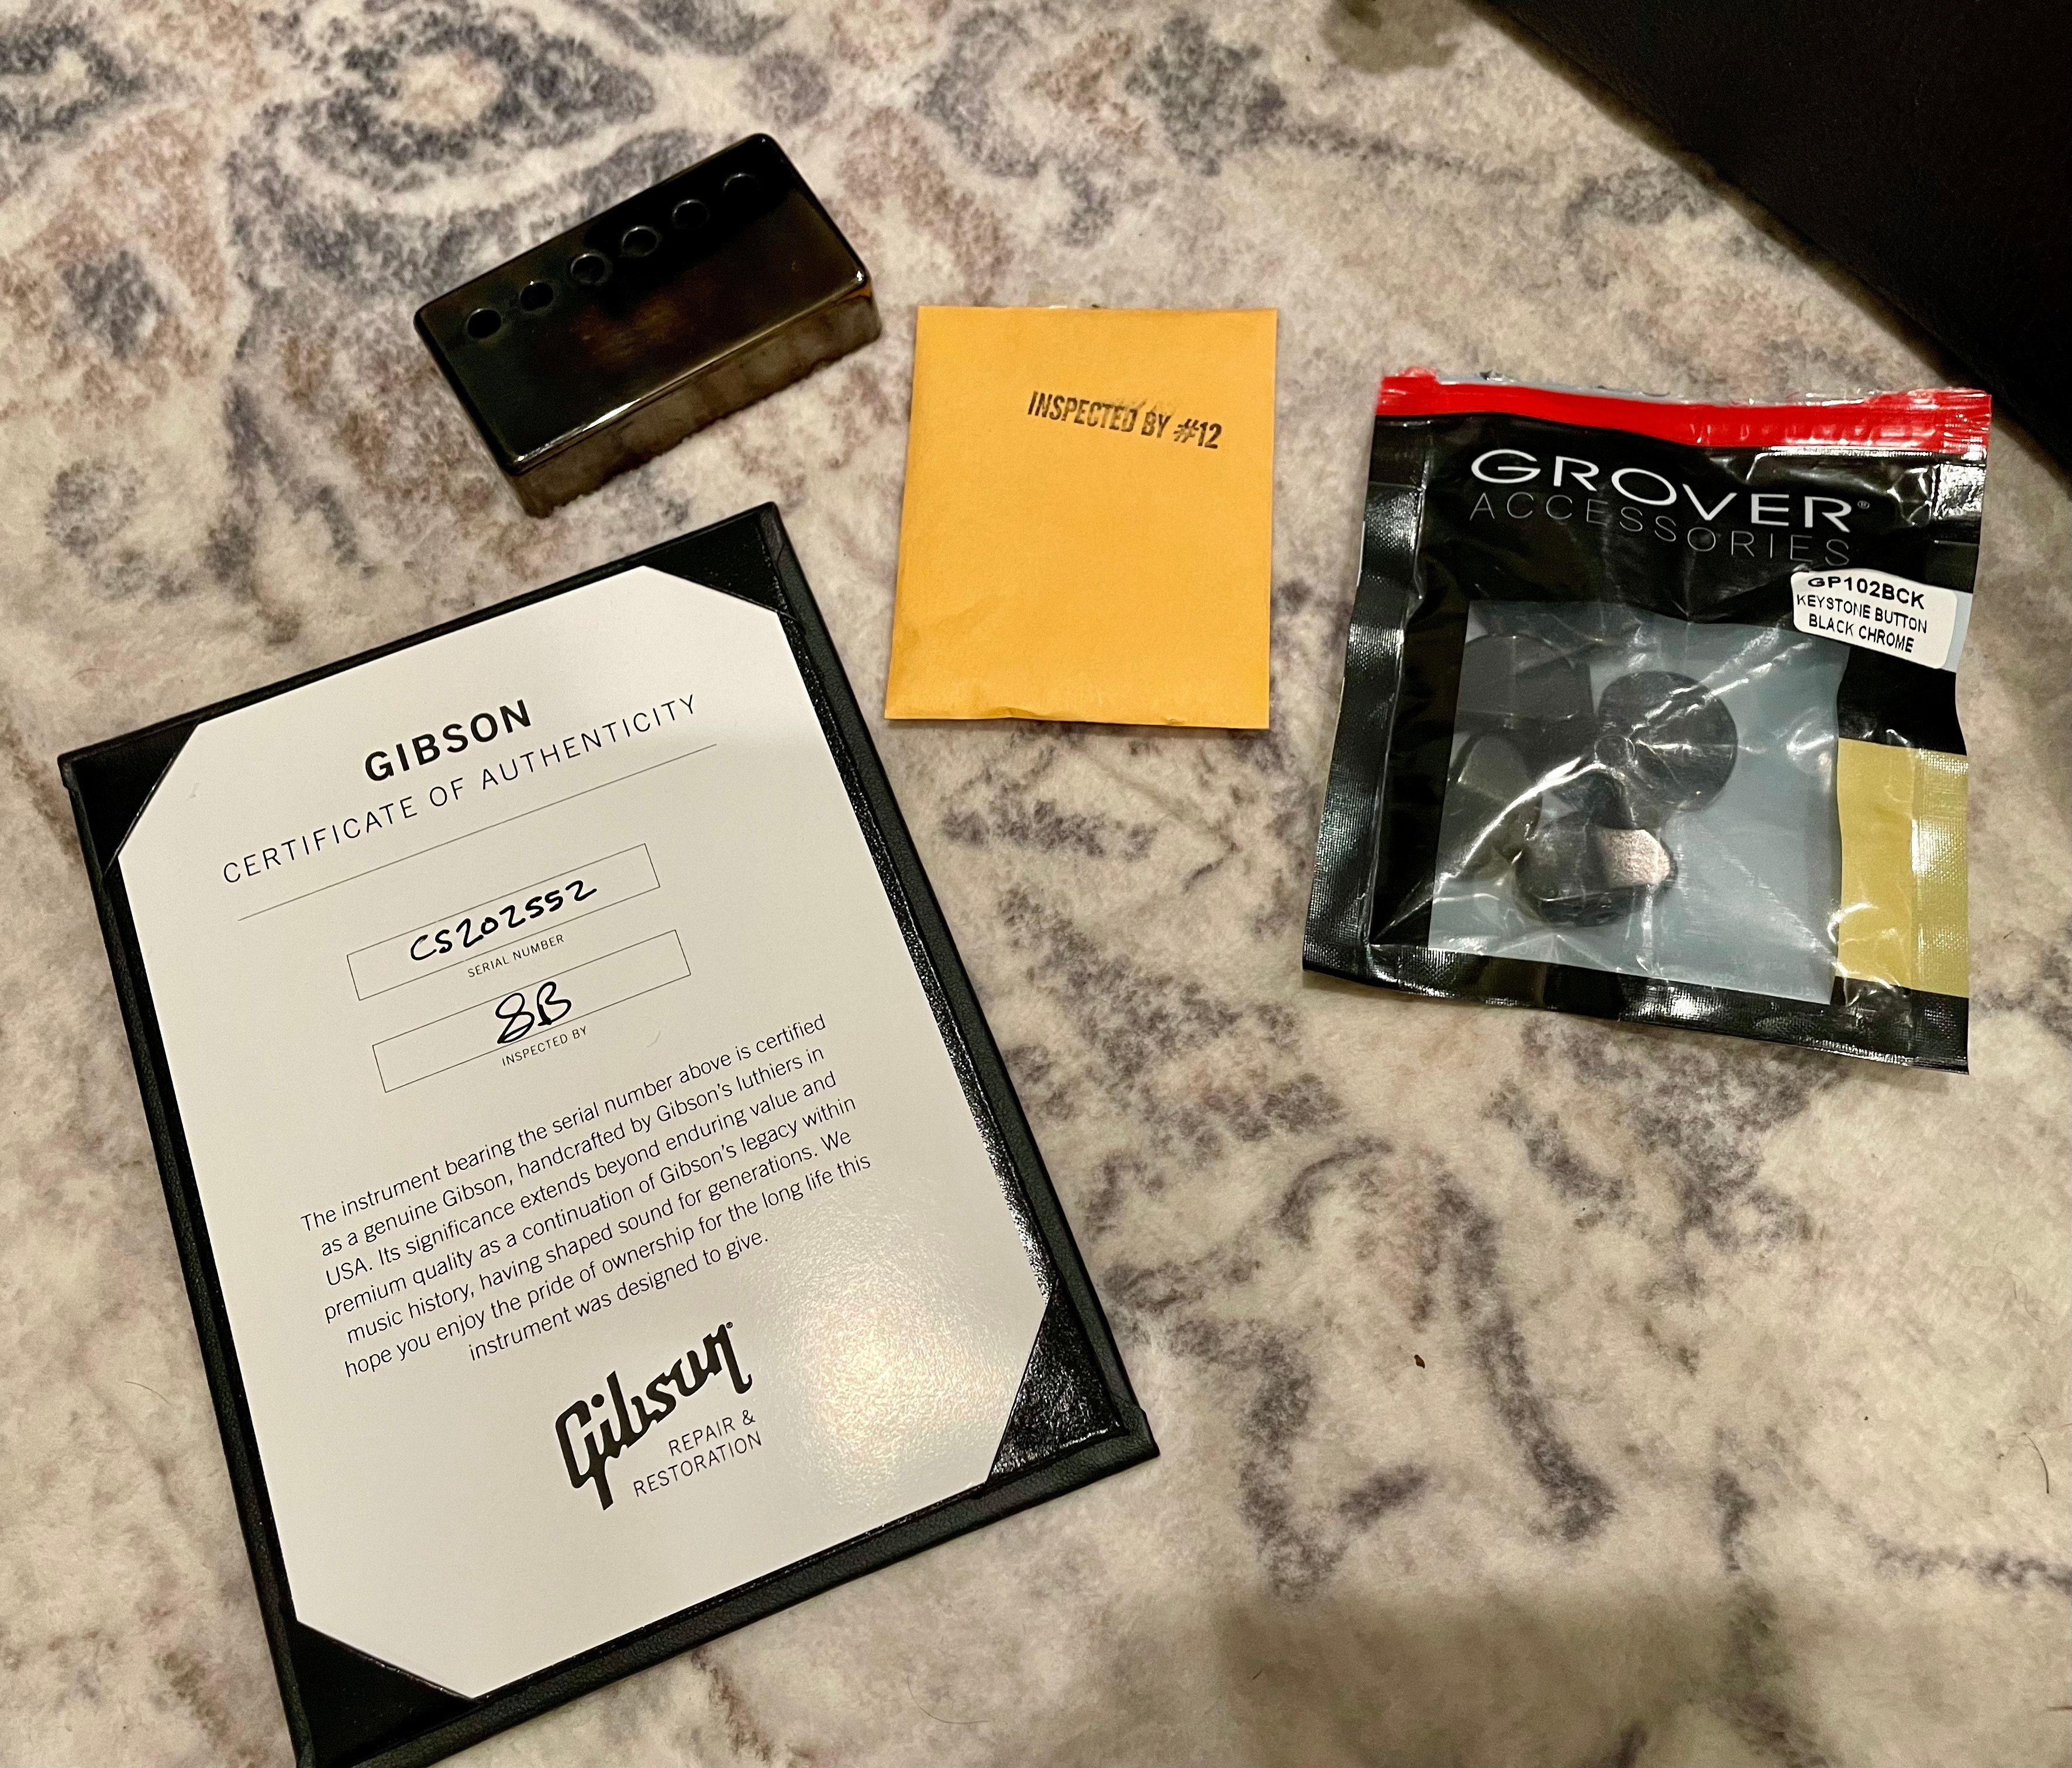 INSPECTED BY #12
GROVER®
ACCESSORIES
GP102BCK
KEYSTONE BUTTON
BLACK CHROME
GIBSON
CERTIFICATE OF AUTHENTICITY
CS202552
SERIAL NUMBER
SB
INSPECTED BY
The instrument bearing the serial number above is certified
as a genuine Gibson, handcrafted by Gibson's luthiers in
USA. Its significance extends beyond enduring value and
premium quality as a continuation of Gibson's legacy within
music history, having shaped sound for generations. We
hope you enjoy the pride of ownership for the long life this
instrument was designed to give.
Gibson
REPAIR &
RESTORATION